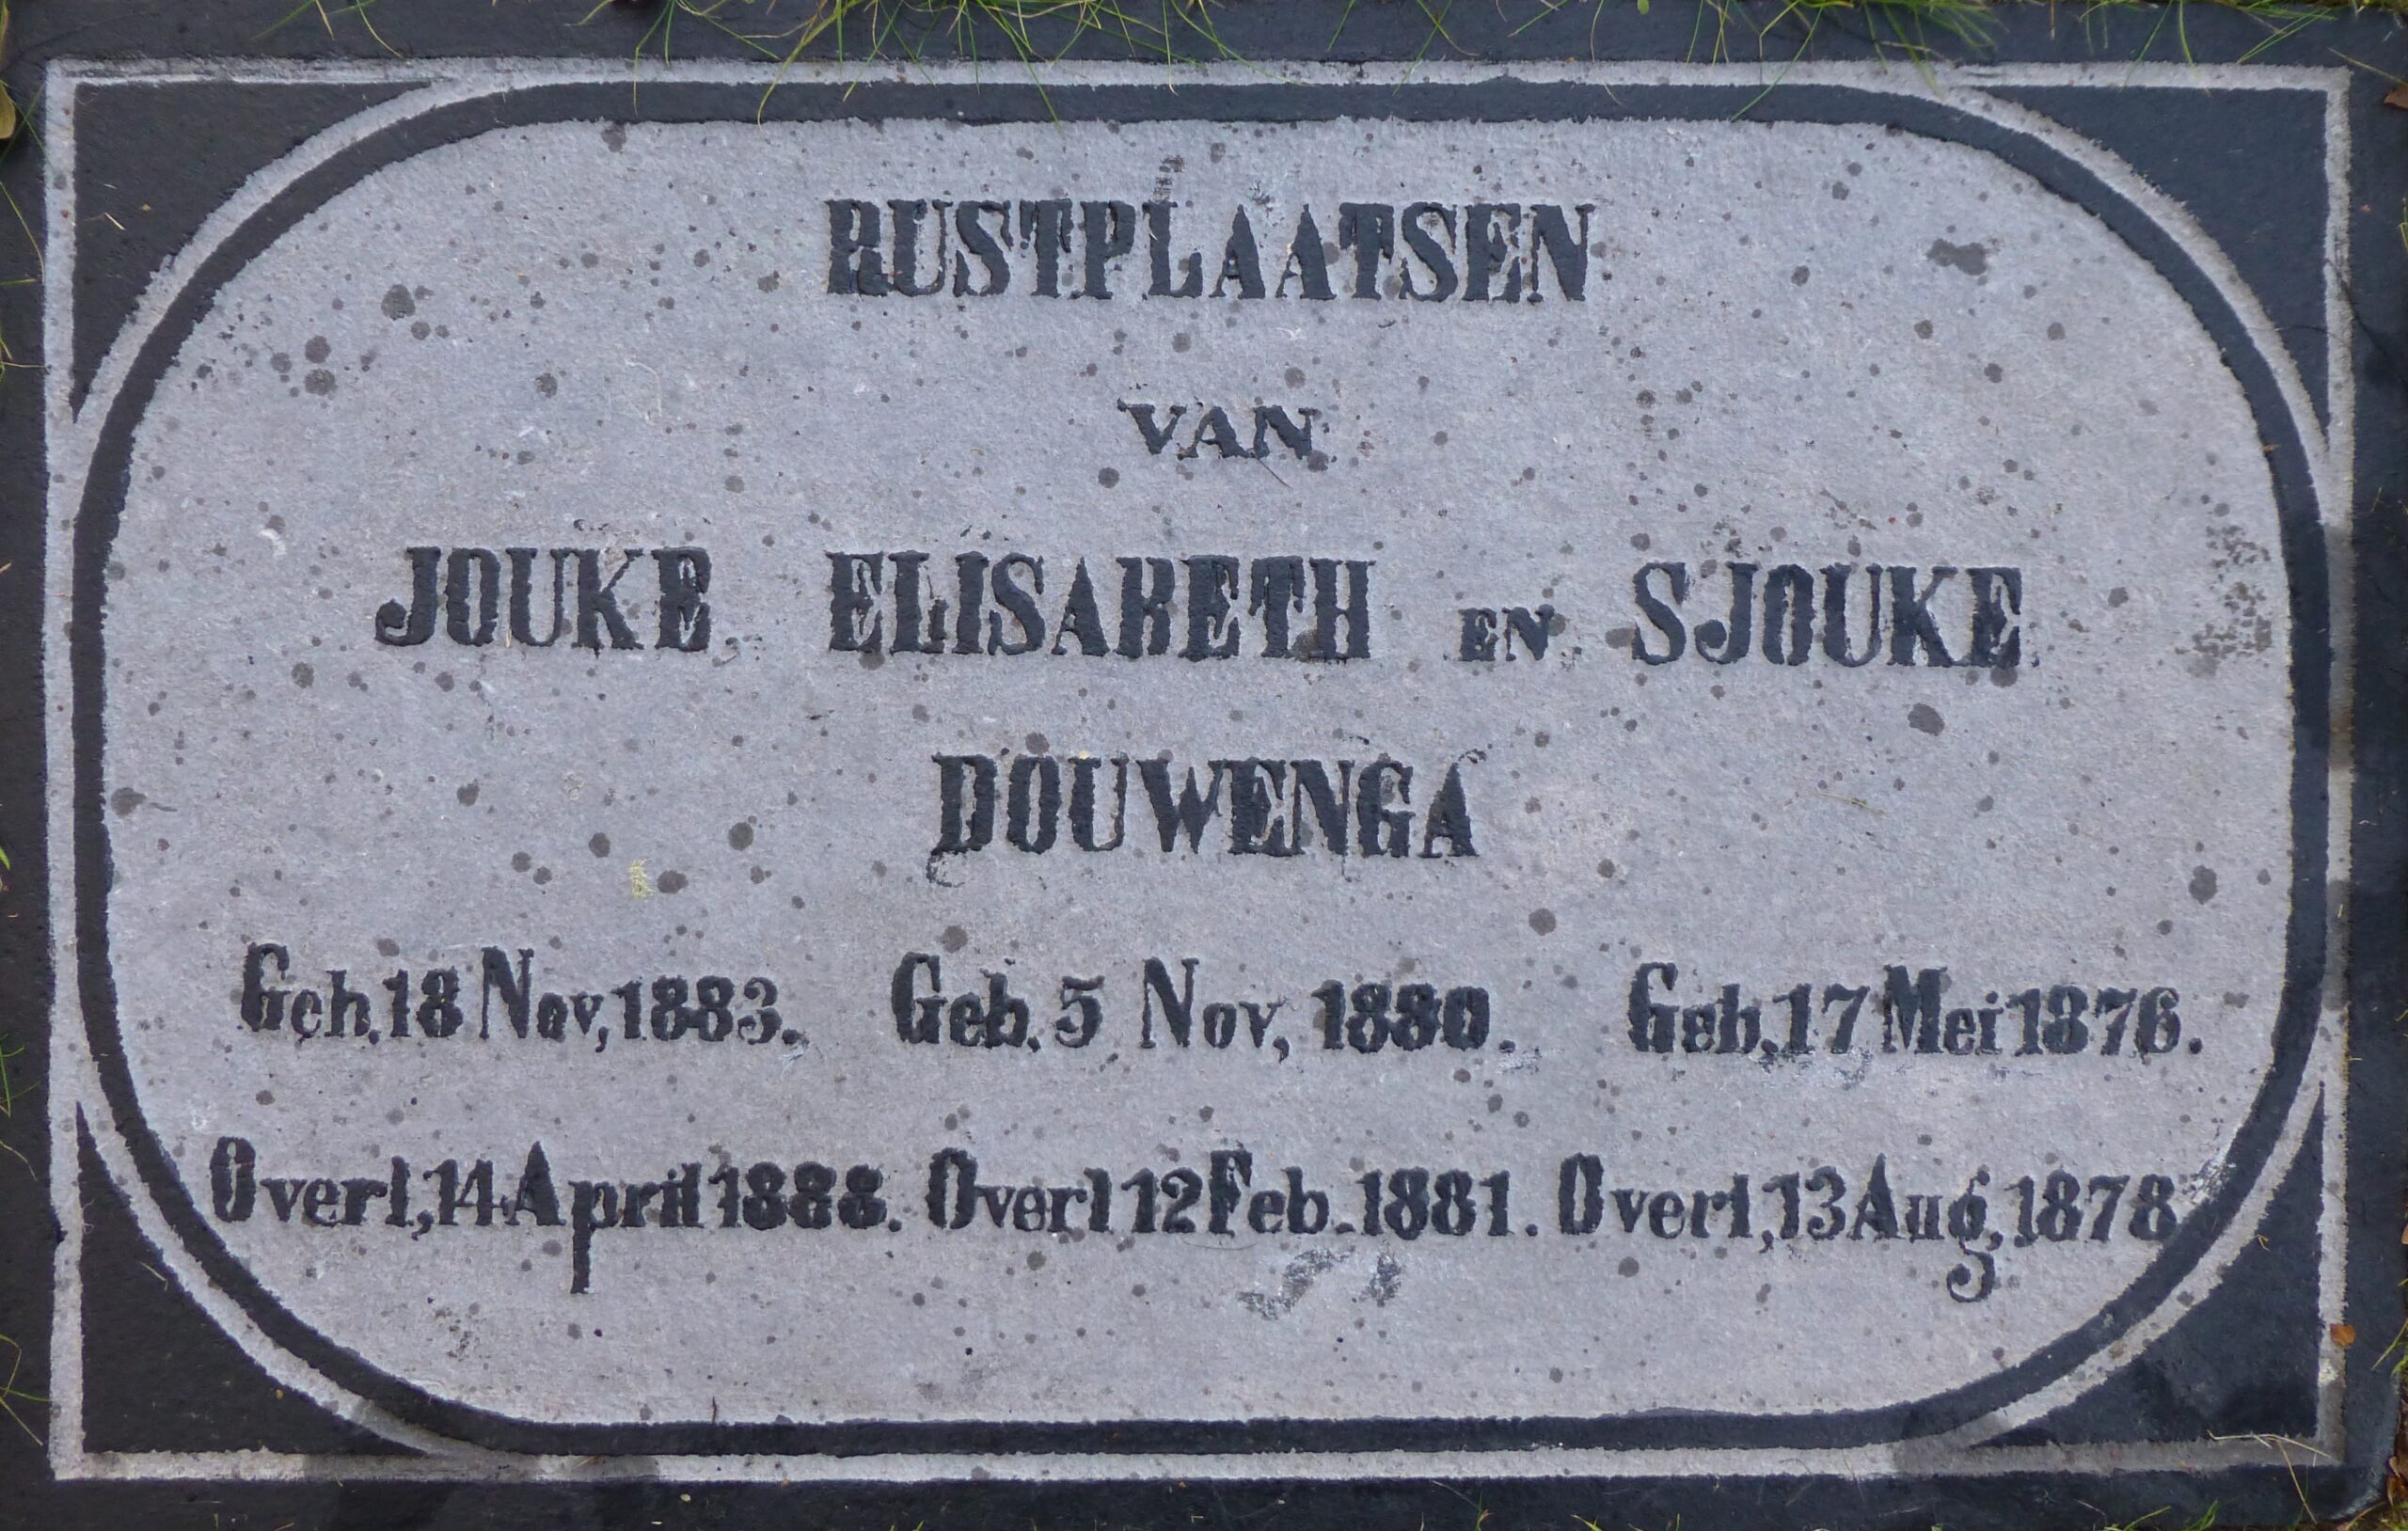 RUSTPLAATSEN
VAN
JOUKE ELISABETH EN SJOUKE
DOUWENGA
Geb. 18 Nov, 1883. Geb. 5 Nov, 1880. Geb, 17 Mei 1876.
Overl, 14 April 1888. Overl 12 Feb. 1881. Overl, 13 Aug, 1878